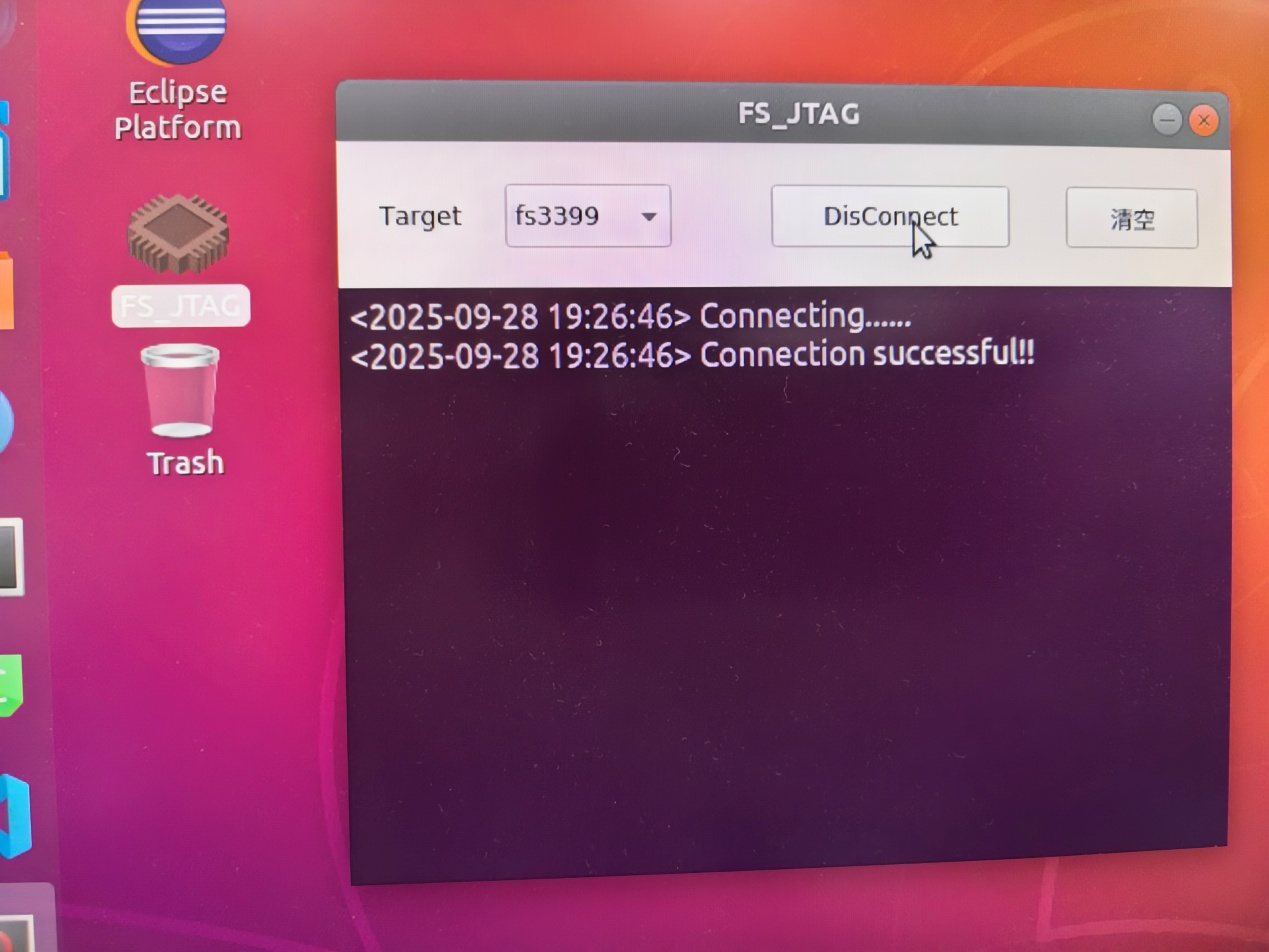 Eclipse
Platform
FS_JTAG
Trash
FS_JTAG
Target
fs3399
DisConnect
清空
<2025-09-28 19:26:46> Connecting......
<2025-09-28 19:26:46> Connection successful!!